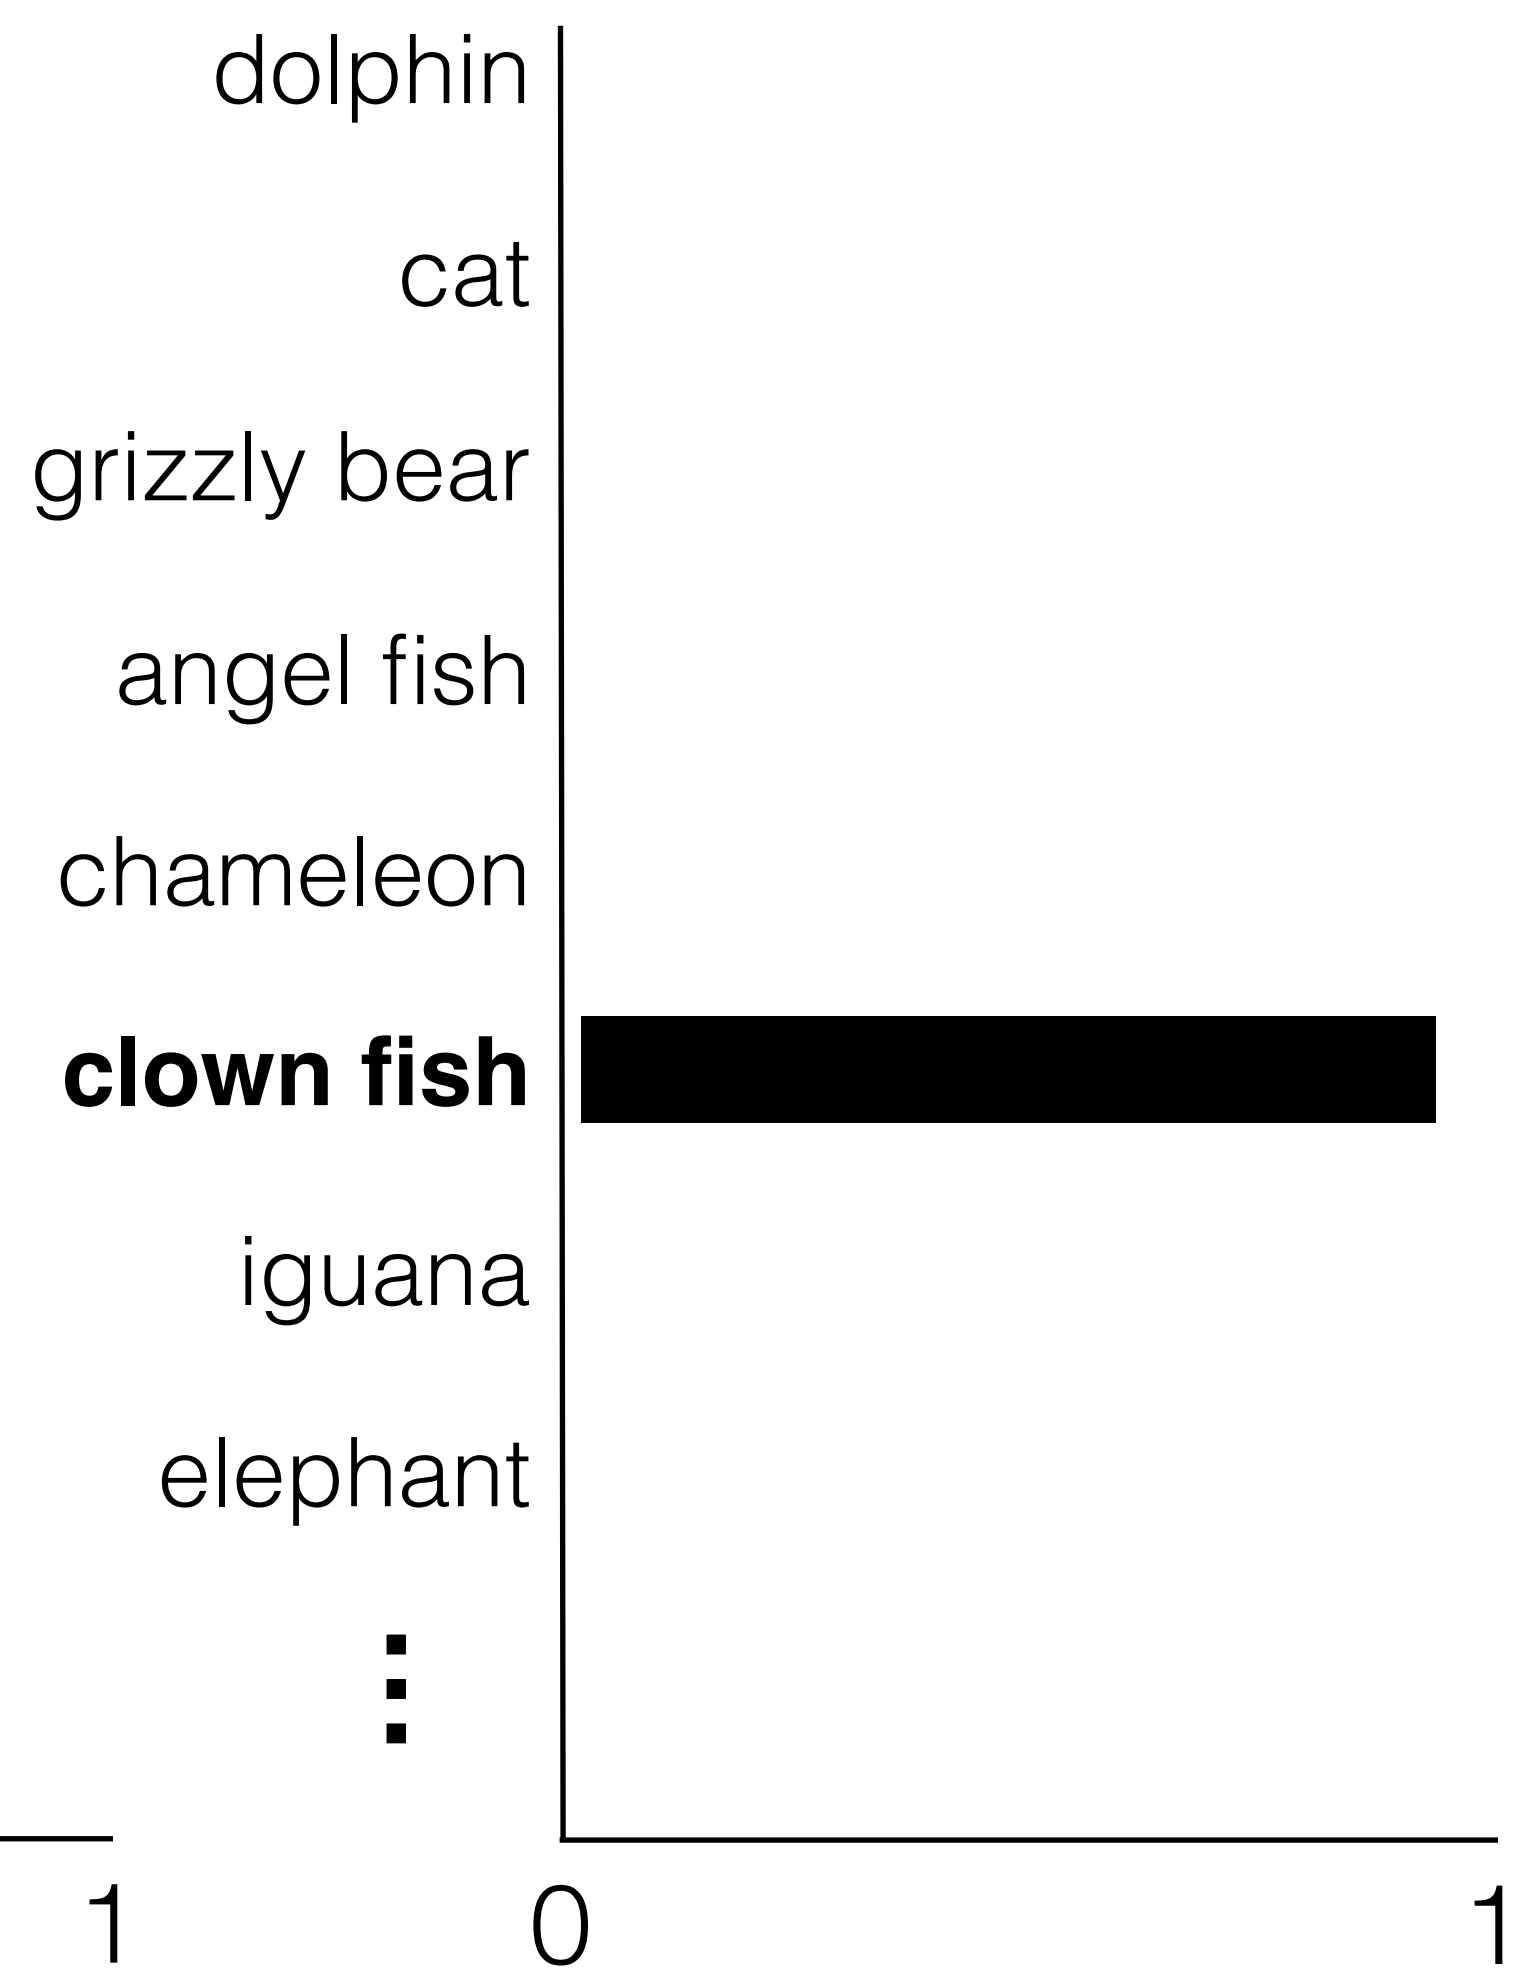 dolphin
cat
grizzly bear
angel fish
chameleon
clown fish
iguana
elephant
⋮
1 0 1